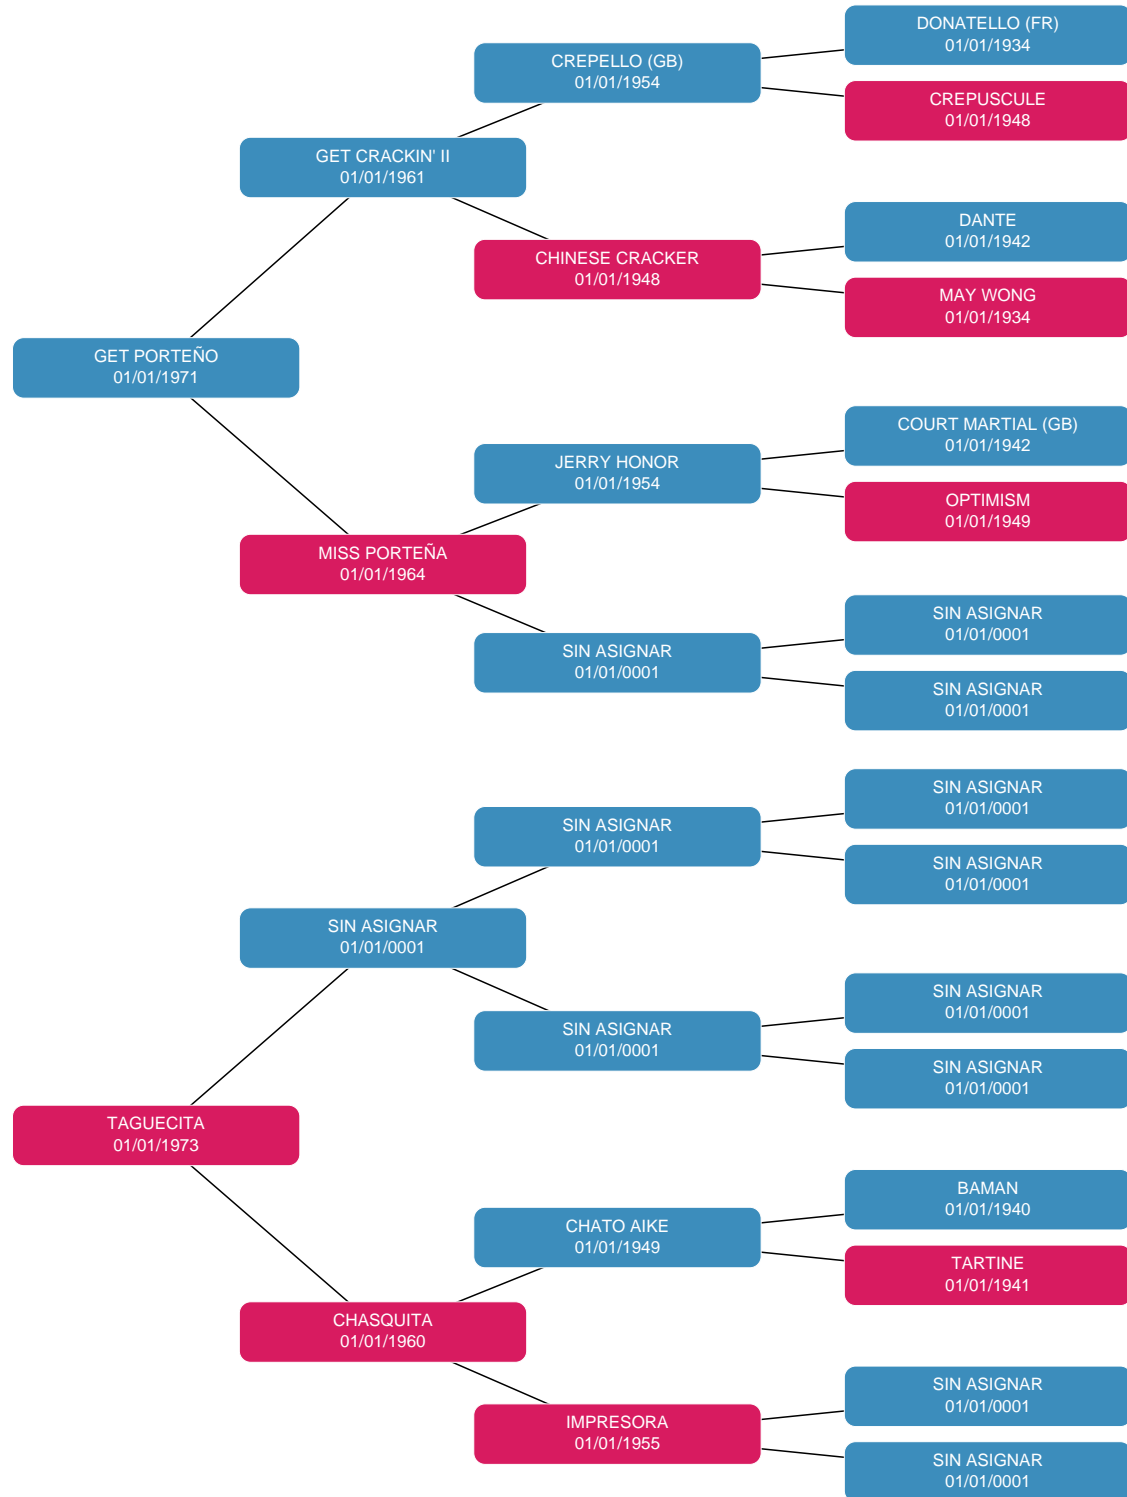 DONATELLO (FR)
01/01/1934
CREPELLO (GB)
01/01/1954
CREPUSCULE
01/01/1948
GET CRACKIN' II
01/01/1961
DANTE
01/01/1942
CHINESE CRACKER
01/01/1948
MAY WONG
01/01/1934
GET PORTEÑO
01/01/1971
COURT MARTIAL (GB)
01/01/1942
JERRY HONOR
01/01/1954
OPTIMISM
01/01/1949
MISS PORTEÑA
01/01/1964
SIN ASIGNAR
01/01/0001
SIN ASIGNAR
01/01/0001
SIN ASIGNAR
01/01/0001
SIN ASIGNAR
01/01/0001
SIN ASIGNAR
01/01/0001
SIN ASIGNAR
01/01/0001
SIN ASIGNAR
01/01/0001
SIN ASIGNAR
01/01/0001
SIN ASIGNAR
01/01/0001
SIN ASIGNAR
01/01/0001
TAGUECITA
01/01/1973
BAMAN
01/01/1940
CHATO AIKE
01/01/1949
TARTINE
01/01/1941
CHASQUITA
01/01/1960
SIN ASIGNAR
01/01/0001
IMPRESORA
01/01/1955
SIN ASIGNAR
01/01/0001